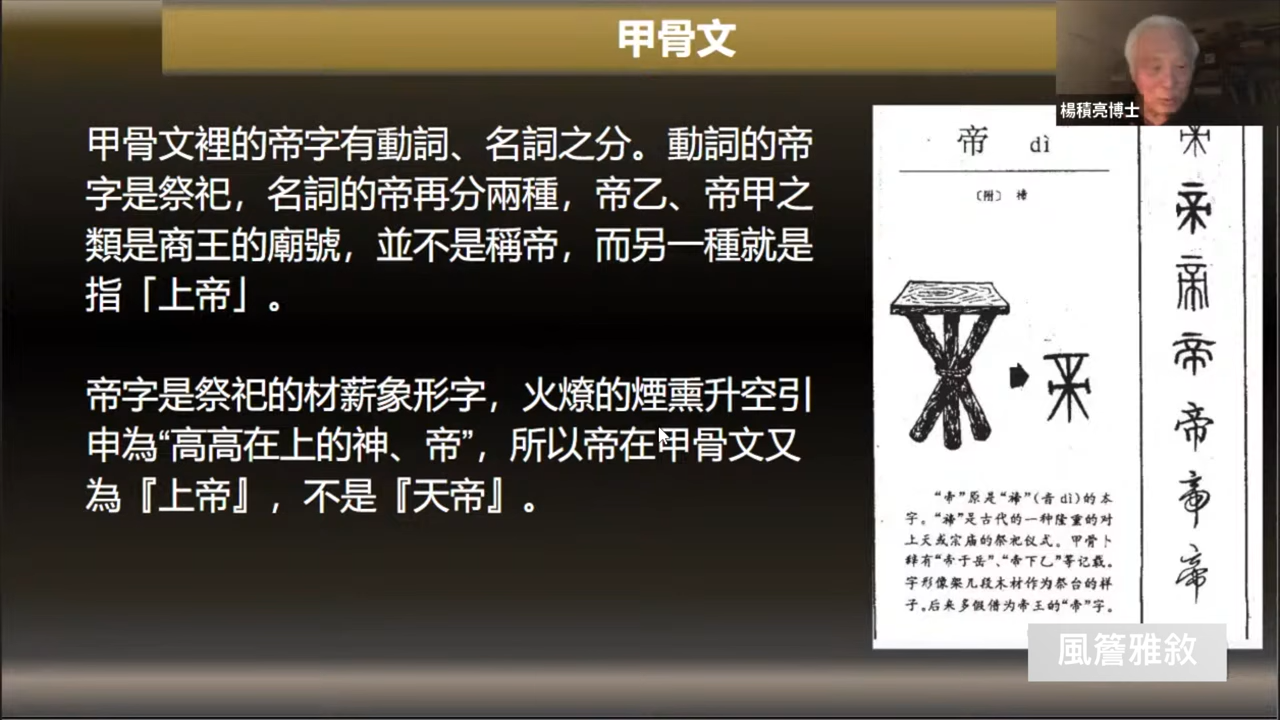 甲骨文
楊積亮博士
甲骨文裡的帝字有動詞、名詞之分。動詞的帝
字是祭祀，名詞的帝再分兩種，帝乙、帝甲之
類是商王的廟號，並不是稱帝，而另一種就是
指「上帝」。
帝字是祭祀的材薪象形字，火燎的煙熏升空引
申為“高高在上的神、帝”，所以帝在甲骨文又
為『上帝』，不是『天帝』。
帝 dì
〔附〕 禘
“帝”原是“禘”(音 dì)的本
字。“禘”是古代的一种隆重的对
上天或宗庙的祭祀仪式。甲骨卜
辞有“帝于岳”、“帝下乙”等记载。
字形像架几段木材作为祭台的样
子。后来多假借为帝王的“帝”字。
帝
帝
帝
帝
帝
風簷雅敘